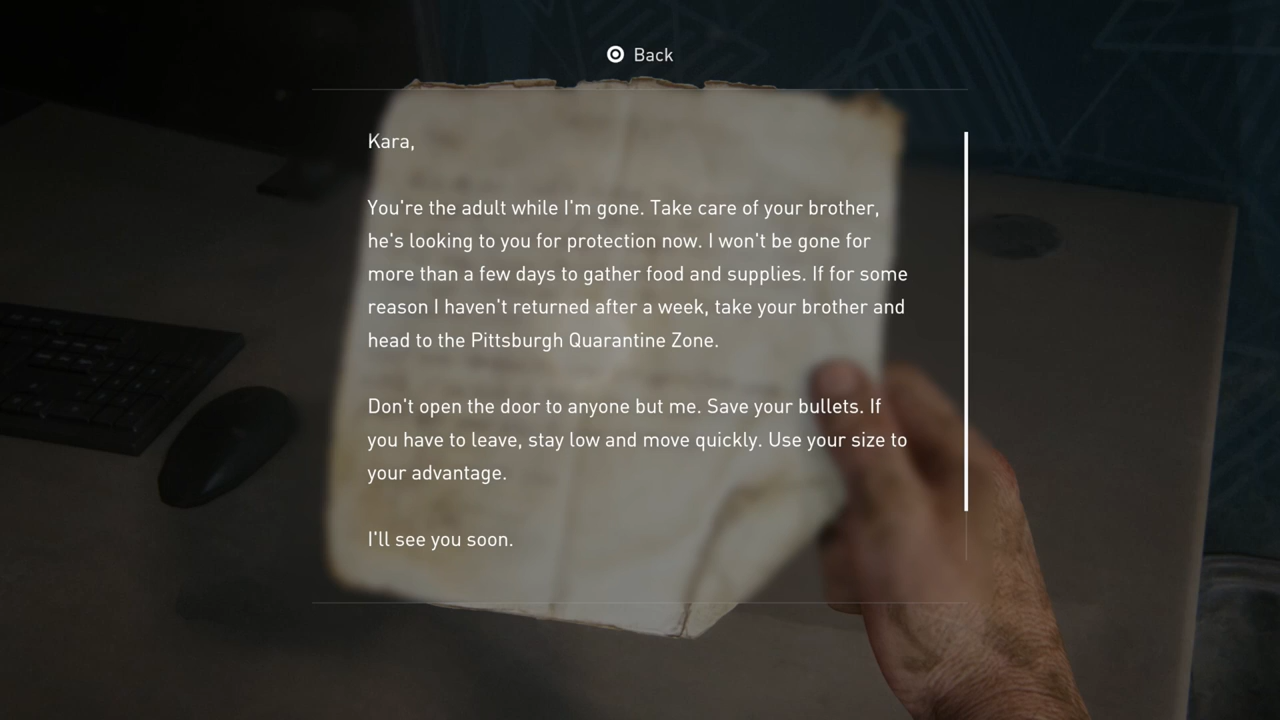 Back
Kara,
You're the adult while I'm gone. Take care of your brother,
he's looking to you for protection now. I won't be gone for
more than a few days to gather food and supplies. If for some
reason I haven't returned after a week, take your brother and
head to the Pittsburgh Quarantine Zone.
Don't open the door to anyone but me. Save your bullets. If
you have to leave, stay low and move quickly. Use your size to
your advantage.
I'll see you soon.